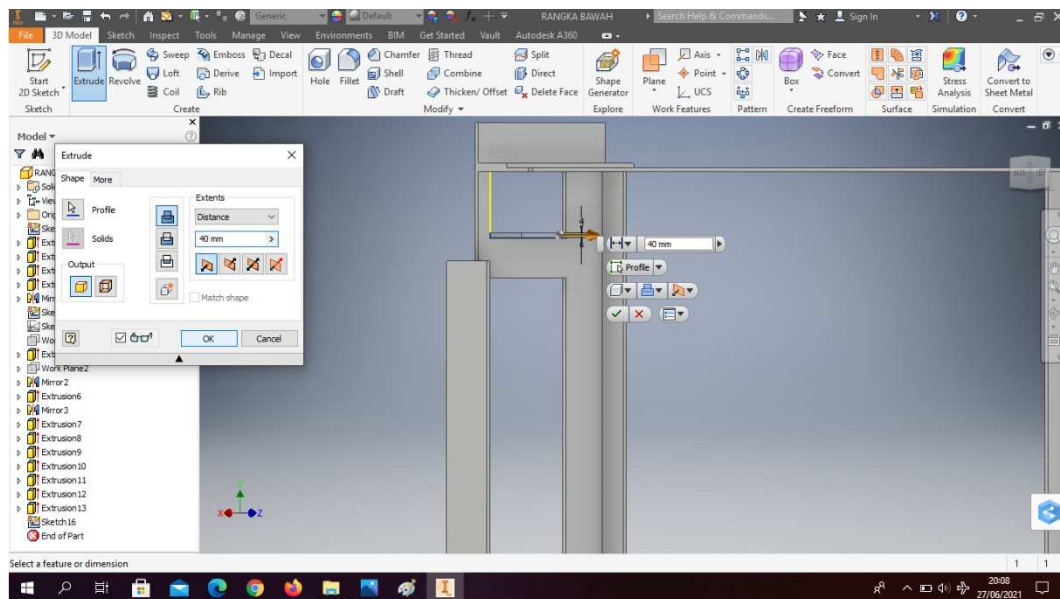 PRO
Generic
Default
RANGKA BAWAH
Search Help & Commands...
Sign In
File 3D Model Sketch Inspect Tools Manage View Environments BIM Get Started Vault Autodesk A360
Start 2D Sketch
Extrude
Revolve
Sweep
Loft
Coil
Emboss
Derive
Rib
Decal
Import
Hole
Fillet
Chamfer
Shell
Draft
Thread
Combine
Thicken/ Offset
Split
Direct
Delete Face
Shape Generator
Plane
Axis
Point
UCS
Box
Face
Convert
Stress Analysis
Convert to Sheet Metal
Sketch
Create
Modify
Explore
Work Features
Pattern
Create Freeform
Surface
Simulation
Convert
Model
Extrude
Shape More
Profile
Solids
Output
Extents
Distance
40 mm
Match shape
OK
Cancel
Work Plane2
Mirror2
Extrusion6
Mirror3
Extrusion7
Extrusion8
Extrusion9
Extrusion10
Extrusion11
Extrusion12
Extrusion13
Sketch16
End of Part
40 mm
Profile
Y
X
Z
Select a feature or dimension
1 1
20:08
27/06/2021